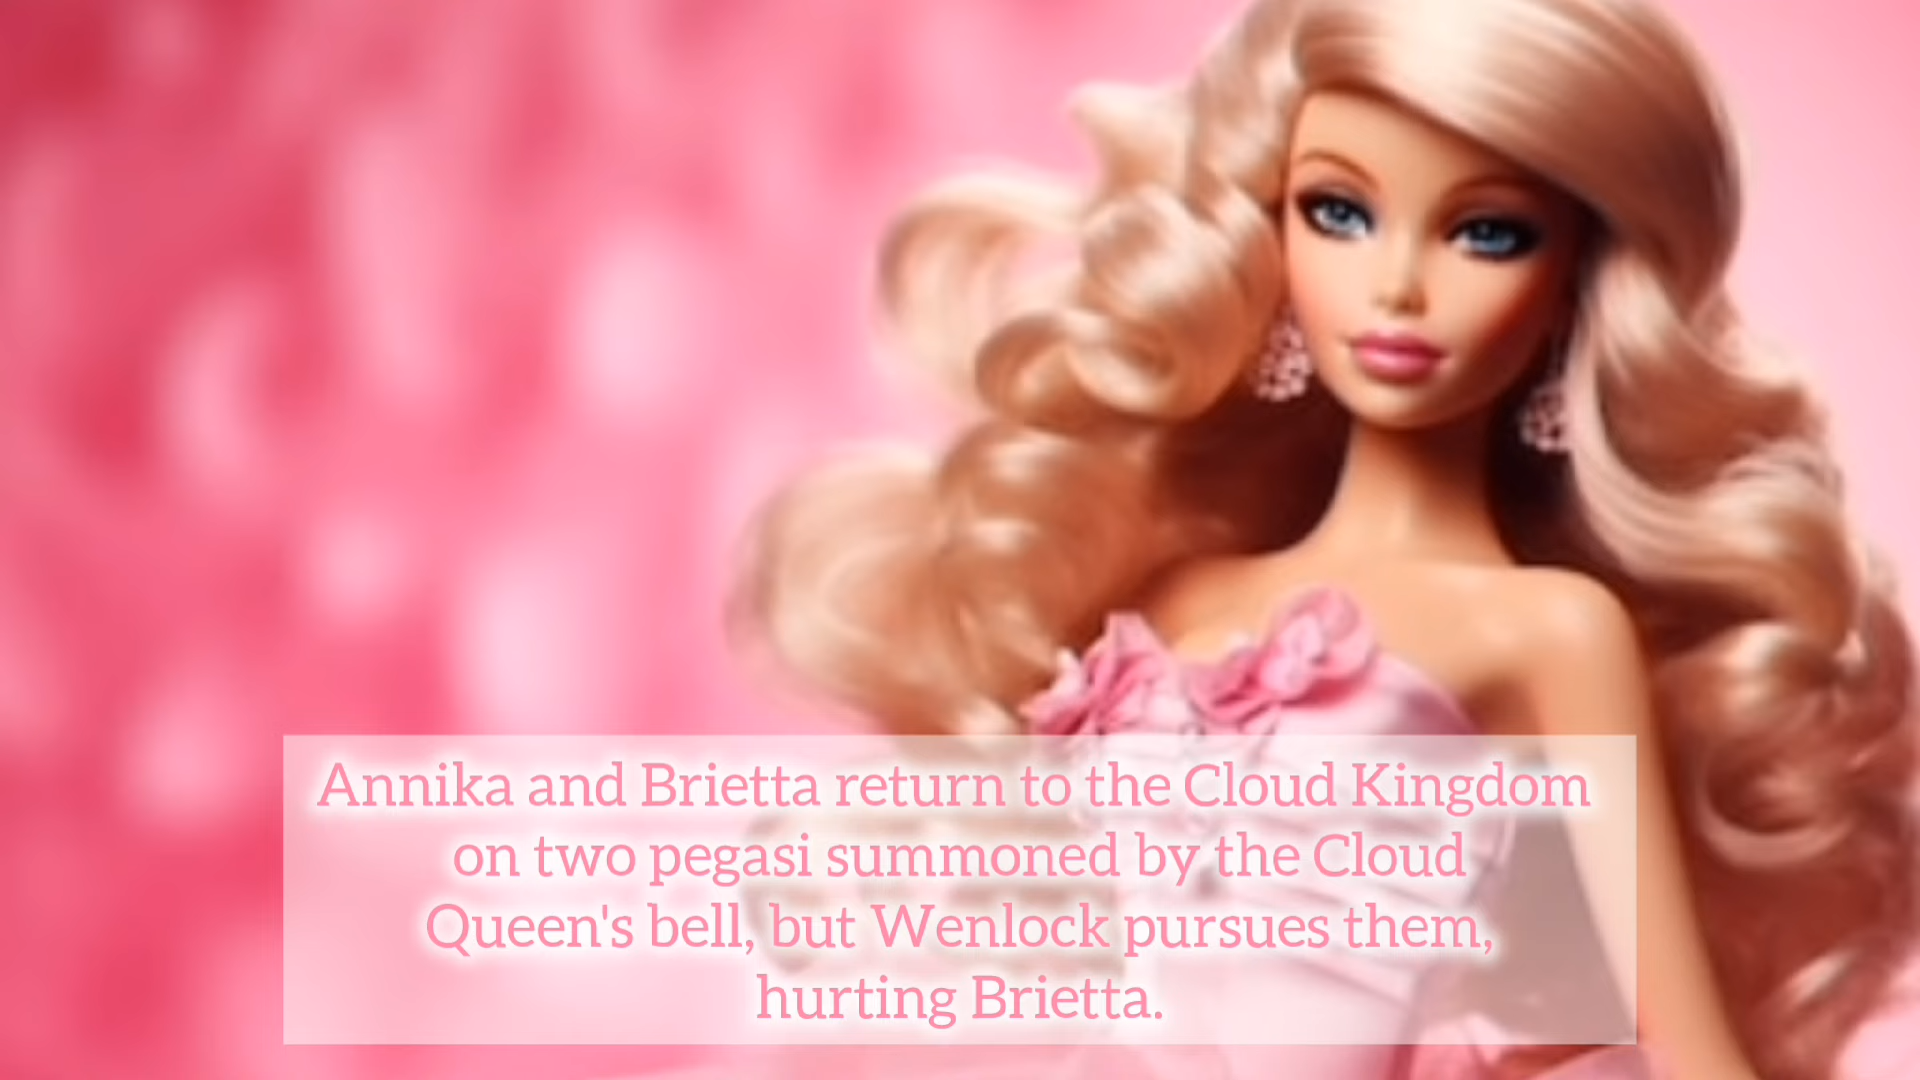 Annika and Brietta return to the Cloud Kingdom
on two pegasi summoned by the Cloud
Queen's bell, but Wenlock pursues them,
hurting Brietta.